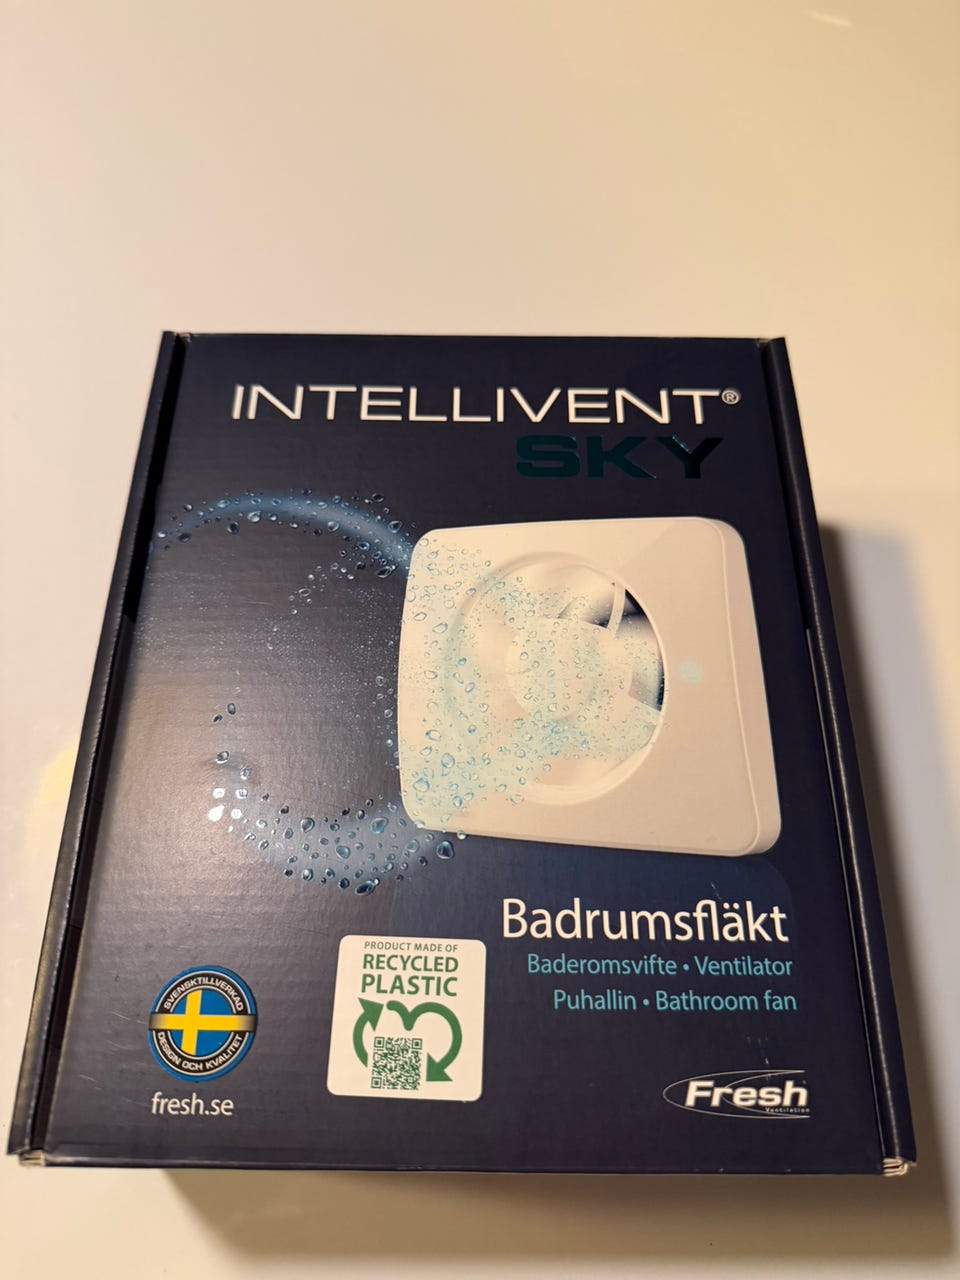 INTELLIVENT®
SKY
Badrumsfläkt
Baderomsvifte • Ventilator
Puhallin • Bathroom fan
PRODUCT MADE OF
RECYCLED
PLASTIC
SVENSKTILLVERKAD
DESIGN OCH KVALITET
fresh.se
Fresh
Ventilation